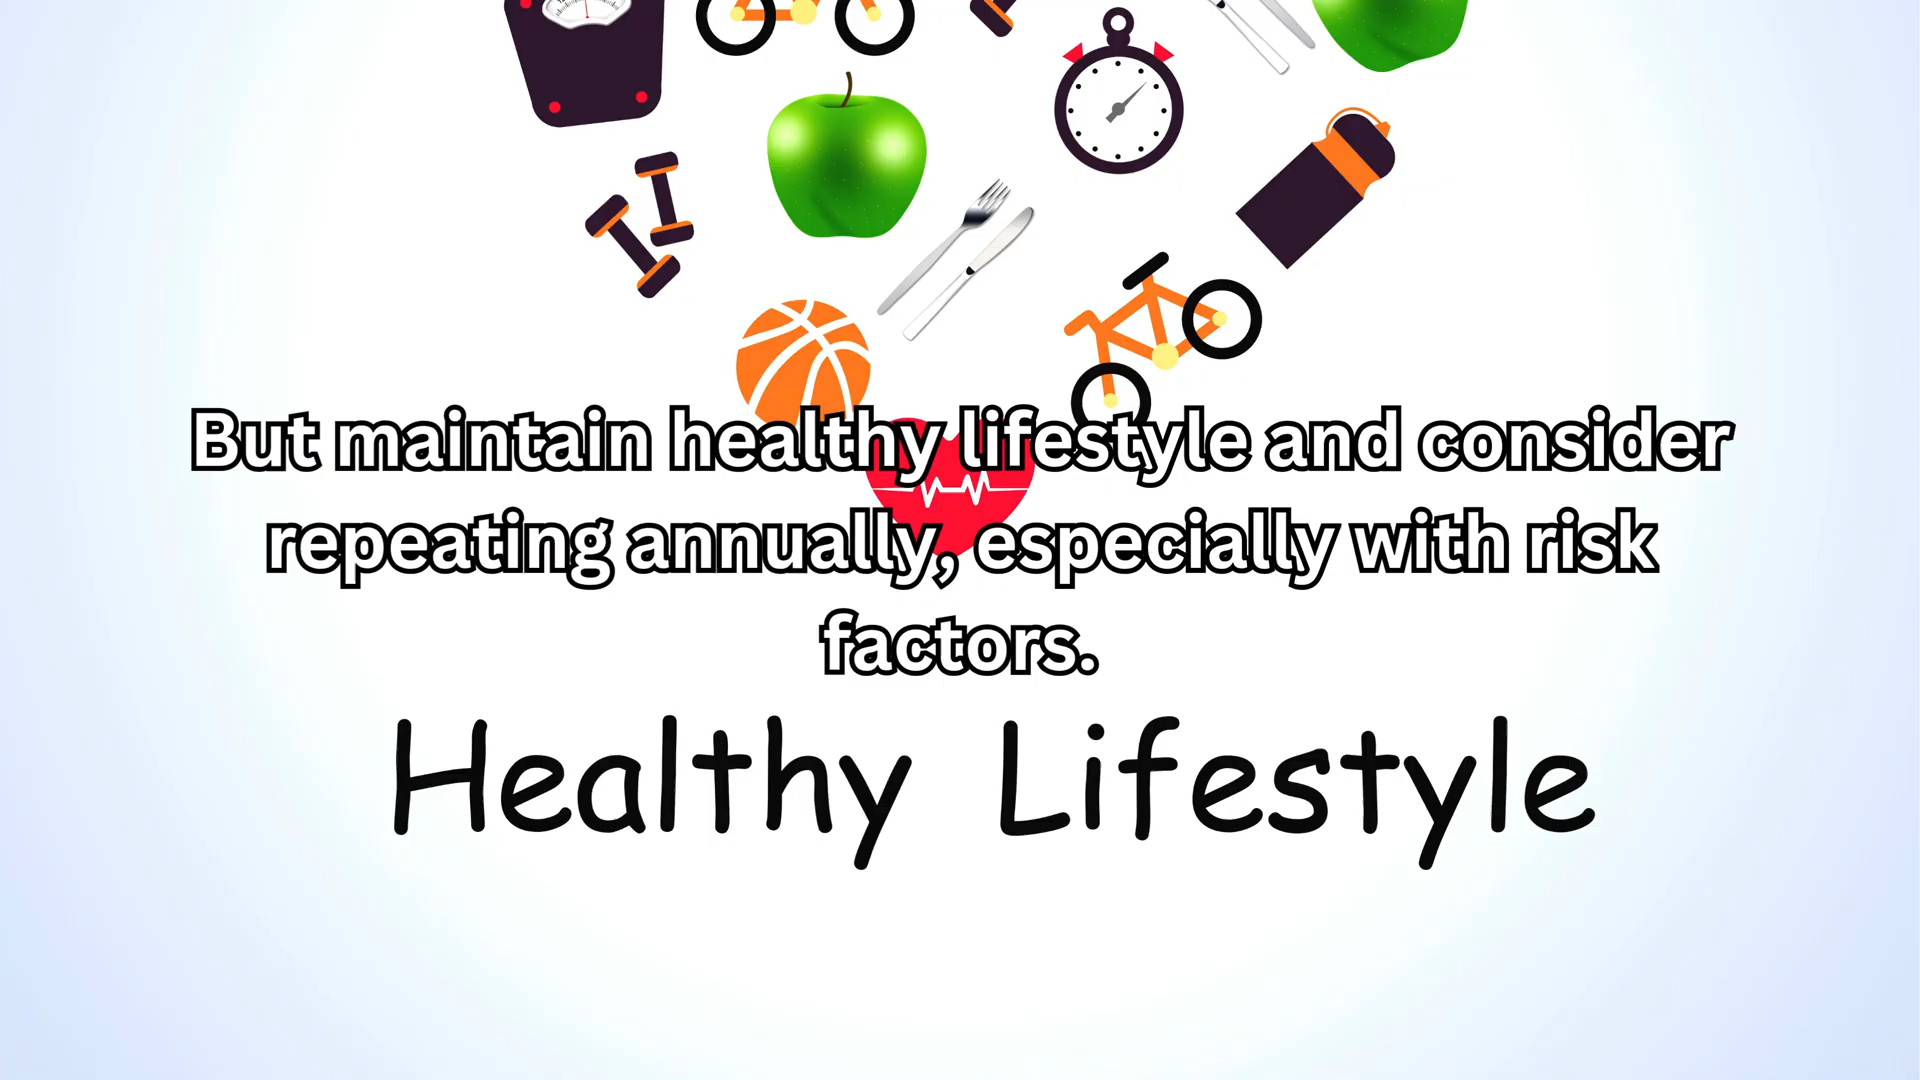 But maintain healthy lifestyle and consider
repeating annually, especially with risk
factors.
Healthy Lifestyle